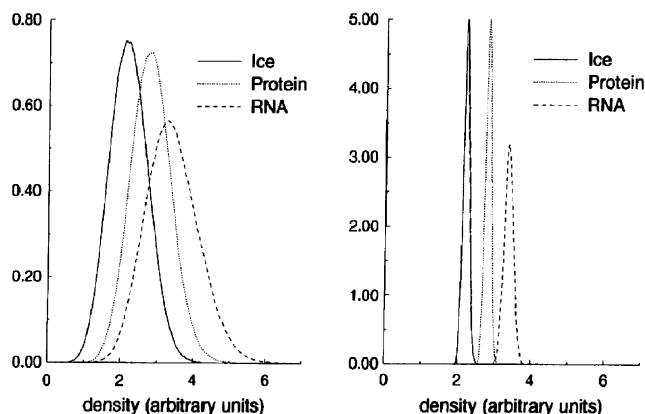 0.80
0.60
0.40
0.20
0.00
0
2
4
6
density (arbitrary units)
Ice
Protein
RNA
5.00
4.00
3.00
2.00
1.00
0.00
0
2
4
6
density (arbitrary units)
Ice
Protein
RNA